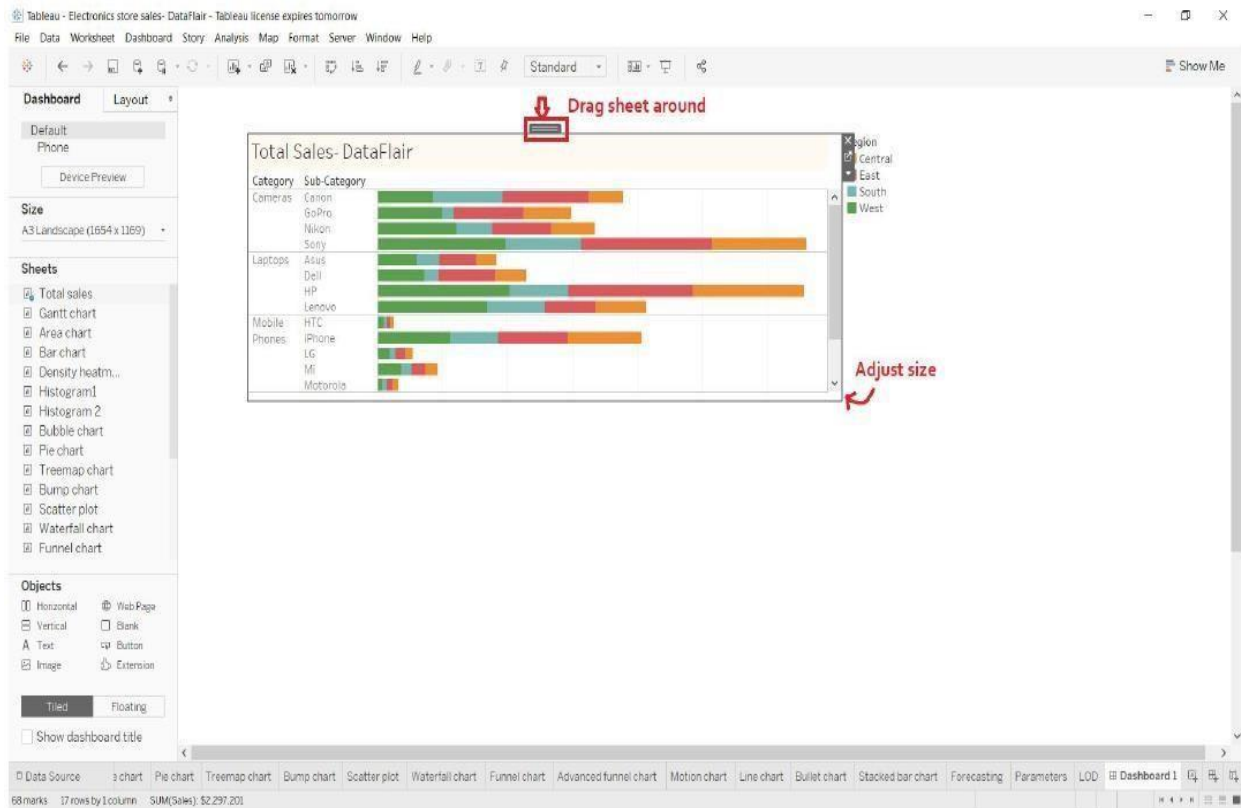 Tableau - Electronics store sales- DataFlair - Tableau license expires tomorrow
File Data Worksheet Dashboard Story Analysis Map Format Server Window Help
Standard
Show Me
Dashboard Layout
Default
Phone
Device Preview
Size
A3 Landscape (1654 x 1169)
Sheets
Total sales
Gantt chart
Area chart
Bar chart
Density heatm...
Histogram1
Histogram 2
Bubble chart
Pie chart
Treemap chart
Bump chart
Scatter plot
Waterfall chart
Funnel chart
Objects
Horizontal Web Page
Vertical Blank
Text Button
Image Extension
Tiled Floating
Show dashboard title
Drag sheet around
Total Sales- DataFlair
Category Sub-Category
Cameras Canon
GoPro
Nikon
Sony
Laptops Asus
Dell
HP
Lenovo
Mobile HTC
Phones iPhone
LG
Mi
Motorola
egion
Central
East
South
West
Adjust size
Data Source e chart Pie chart Treemap chart Bump chart Scatter plot Waterfall chart Funnel chart Advanced funnel chart Motion chart Line chart Bullet chart Stacked bar chart Forecasting Parameters LOD Dashboard 1
68 marks 17 rows by 1 column SUM(Sales): $2,297,201